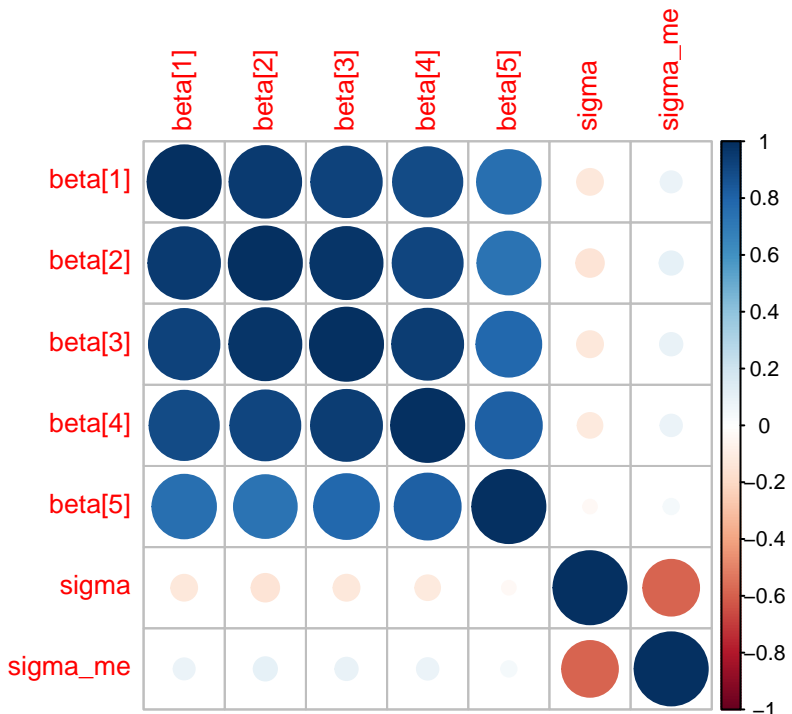 beta[1]
beta[2]
beta[3]
beta[4]
beta[5]
sigma
sigma_me
beta[1]
beta[2]
beta[3]
beta[4]
beta[5]
sigma
sigma_me
1
0.8
0.6
0.4
0.2
0
−0.2
−0.4
−0.6
−0.8
−1